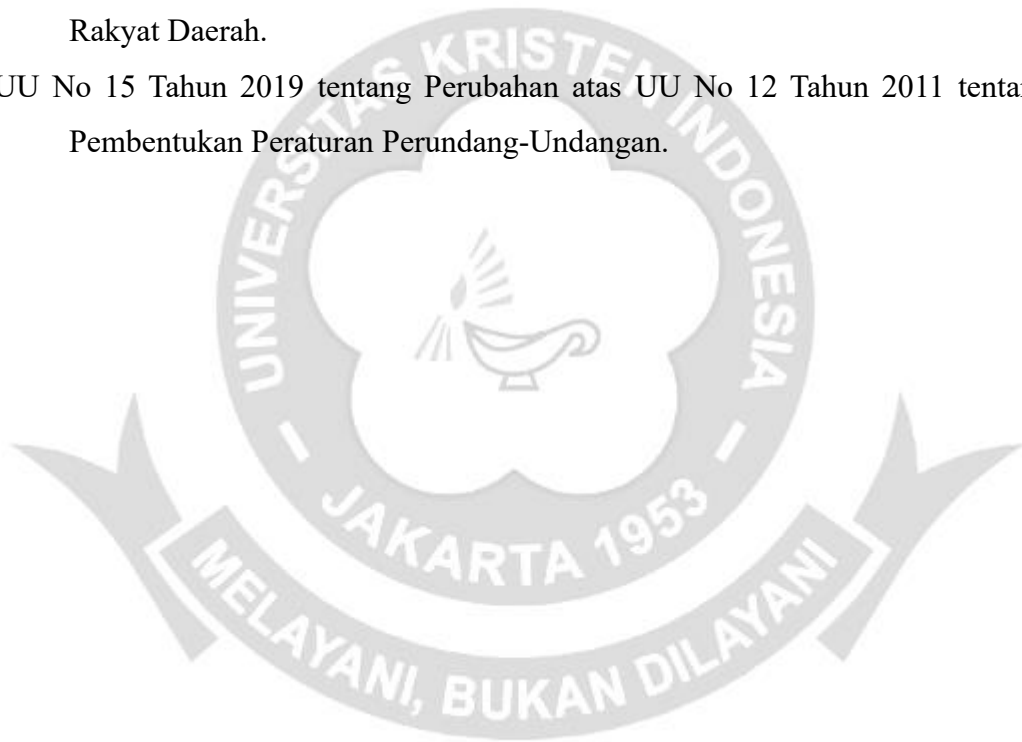 Rakyat Daerah.
UU No 15 Tahun 2019 tentang Perubahan atas UU No 12 Tahun 2011
Pembentukan Peraturan Perundang-Undangan.
UNIVERSITAS KRISTEN INDONESIA
JAKARTA 1953
MELAYANI, BUKAN DILAYANI